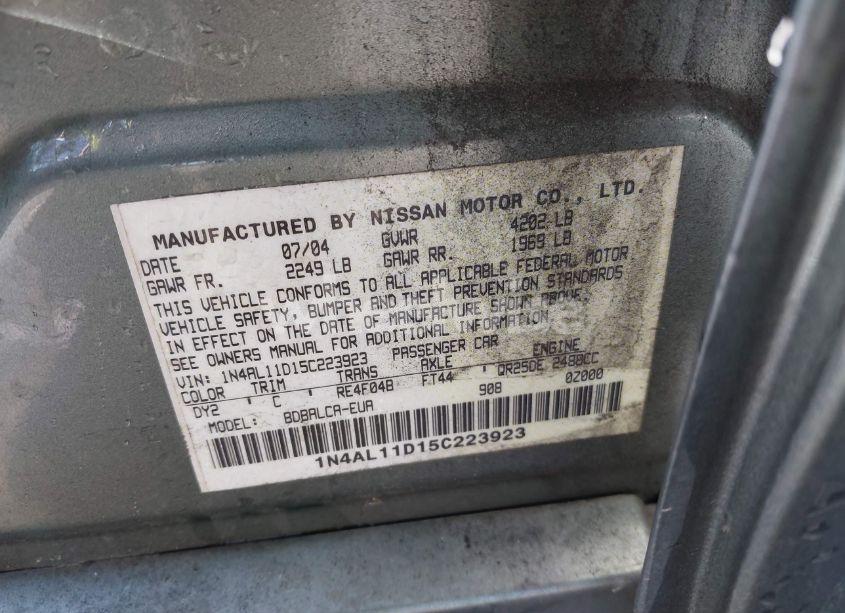 MANUFACTURED BY NISSAN MOTOR CO., LTD.
DATE 07/04 GVWR 4202 LB
GAWR FR. 2249 LB GAWR RR. 1969 LB
THIS VEHICLE CONFORMS TO ALL APPLICABLE FEDERAL MOTOR
VEHICLE SAFETY, BUMPER AND THEFT PREVENTION STANDARDS
IN EFFECT ON THE DATE OF MANUFACTURE SHOWN ABOVE.
SEE OWNERS MANUAL FOR ADDITIONAL INFORMATION
VIN: 1N4AL11D15C223923 PASSENGER CAR
COLOR TRIM TRANS AXLE ENGINE
DY2 C RE4F04B FT44 QR25DE 2488CC
MODEL: BDBALCA-EUA 908 0Z000
1N4AL11D15C223923